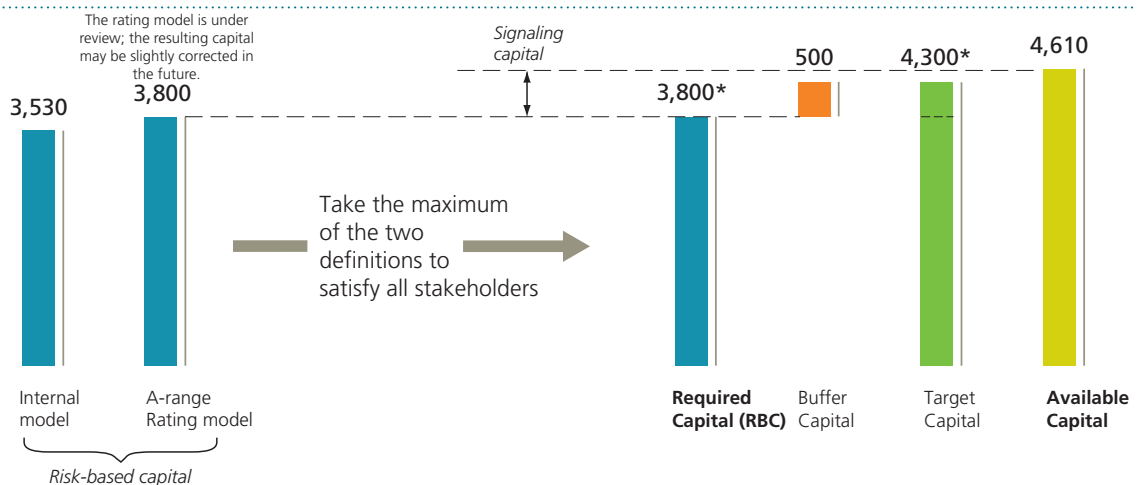 The rating model is under
review; the resulting capital
may be slightly corrected in
the future.
3,530
3,800
Signaling
capital
3,800*
500
4,300*
4,610
Take the maximum
of the two
definitions to
satisfy all stakeholders
Internal
model
A-range
Rating model
Risk-based capital
Required
Capital (RBC)
Buffer
Capital
Target
Capital
Available
Capital